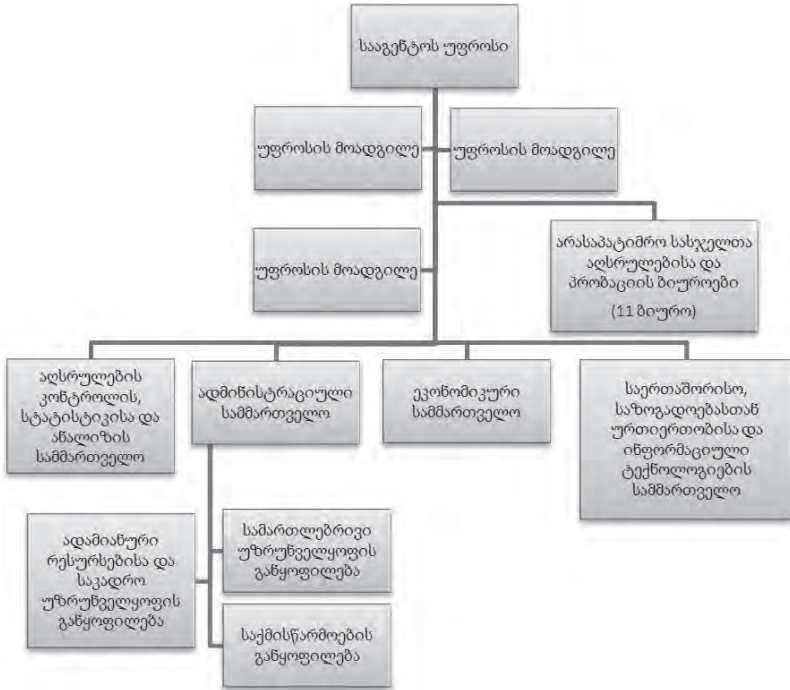 სააგენტოს უფროსი
უფროსის მოადგილე
უფროსის მოადგილე
უფროსის მოადგილე
არასაპატიმრო სასჯელთა
აღსრულებისა და
პრობაციის ბიუროები
(11 ბიურო)
აღსრულების
კონტროლის,
სტატისტიკისა და
ანალიზის
სამმართველო
ადმინისტრაციული
სამმართველო
ეკონომიკური
სამმართველო
საერთაშორისო,
საზოგადოებასთან
ურთიერთობისა და
ინფორმაციული
ტექნოლოგიების
სამმართველო
ადამიანური
რესურსებისა და
საკადრო
უზრუნველყოფის
განყოფილება
სამართლებრივი
უზრუნველყოფის
განყოფილება
საქმისწარმოების
განყოფილება